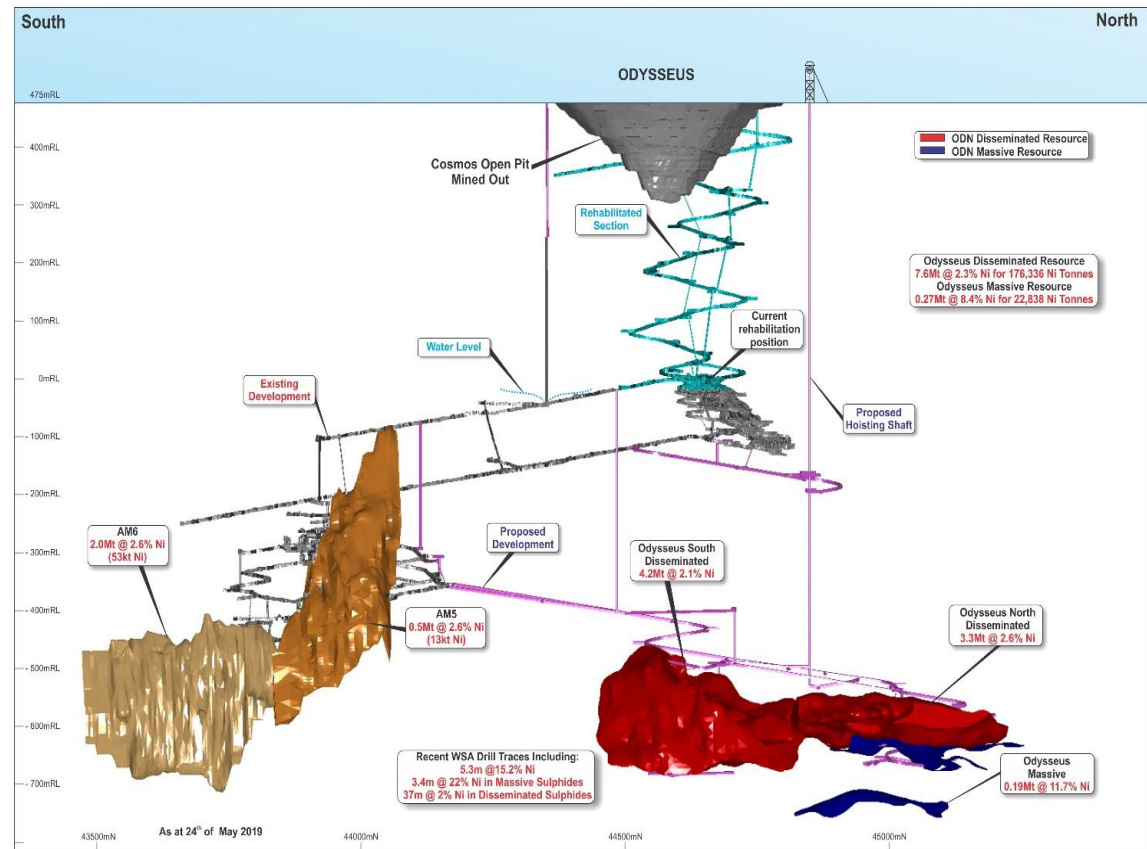 South
North
ODYSSEUS
475mRL
400mRL
300mRL
200mRL
100mRL
0mRL
- 100mRL
- 200mRL
- 300mRL
- 400mRL
- 500mRL
- 600mRL
- 700mRL
Cosmos Open Pit
Mined Out
ODN Disseminated Resource
ODN Massive Resource
Rehabilitated
Section
Odysseus Disseminated Resource
7.6Mt @ 2.3% Ni for 176,336 Ni Tonnes
Odysseus Massive Resource
0.27Mt @ 8.4% Ni for 22,838 Ni Tonnes
Current
rehabilitation
position
Water Level
Existing
Development
Proposed
Hoisting Shaft
AM6
2.0Mt @ 2.6% Ni
(53kt Ni)
Proposed
Development
Odysseus South
Disseminated
4.2Mt @ 2.1% Ni
AM5
0.5Mt @ 2.6% Ni
(13kt Ni)
Odysseus North
Disseminated
3.3Mt @ 2.6% Ni
Recent WSA Drill Traces Including:
5.3m @15.2% Ni
3.4m @ 22% Ni in Massive Sulphides
37m @ 2% Ni in Disseminated Sulphides
Odysseus
Massive
0.19Mt @ 11.7% Ni
As at 24th of May 2019
43500mN
44000mN
44500mN
45000mN